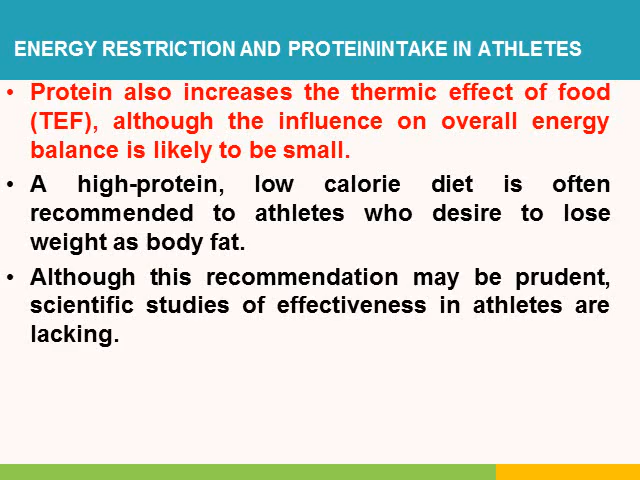 ENERGY RESTRICTION AND PROTEININTAKE IN ATHLETES
• Protein also increases the thermic effect of food
(TEF), although the influence on overall energy
balance is likely to be small.
• A high-protein, low calorie diet is often
recommended to athletes who desire to lose
weight as body fat.
• Although this recommendation may be prudent,
scientific studies of effectiveness in athletes are
lacking.